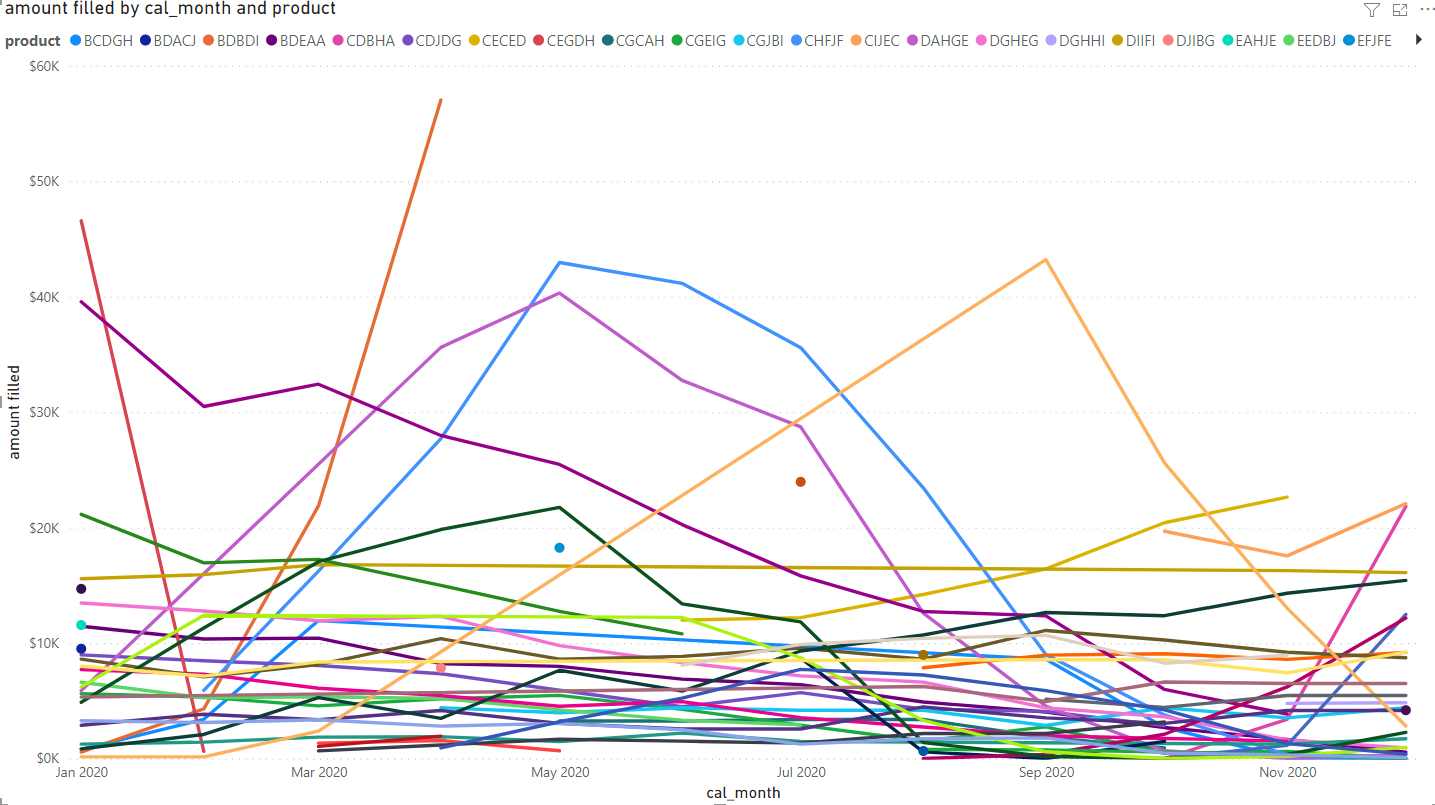 amount filled by cal_month and product
product BCDGH BDACJ BDBDI BDEAA CDBHA CDJDG CECED CEGDH CGCAH CGEIG CGJBI CHFJF CIJEC DAHGE DGHEG DGHHI DIIFI DJIBG EAHJE EEDBJ EFJFE
$60K
$50K
$40K
$30K
$20K
$10K
$0K
amount filled
Jan 2020 Mar 2020 May 2020 Jul 2020 Sep 2020 Nov 2020
cal_month